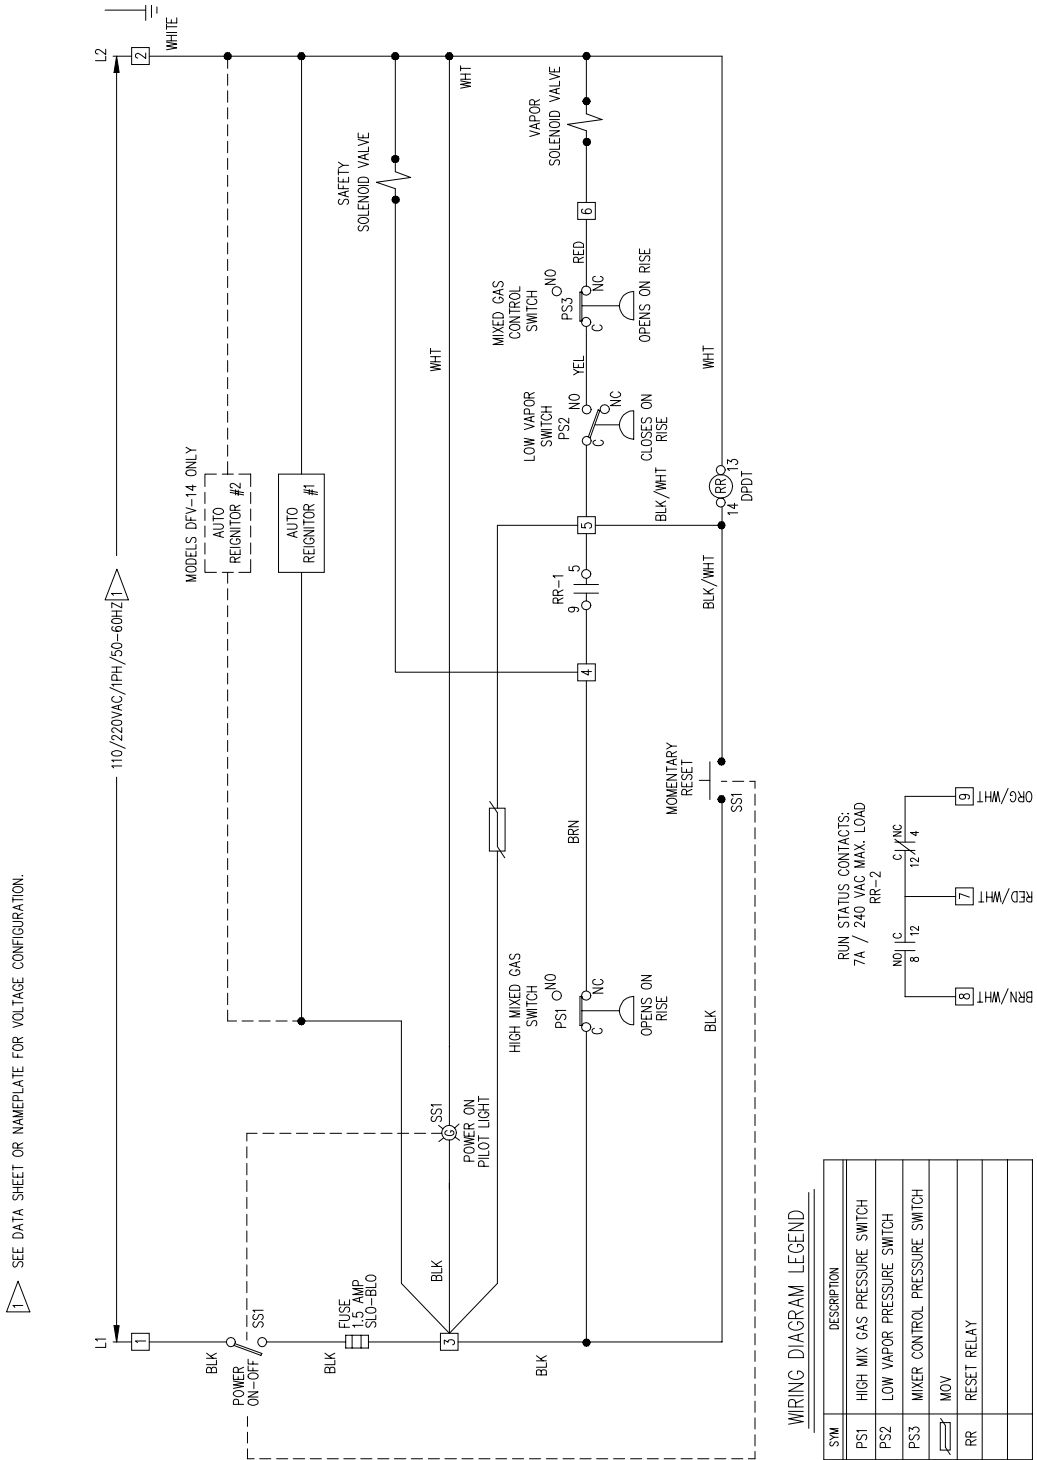 1 SEE DATA SHEET OR NAMEPLATE FOR VOLTAGE CONFIGURATION.
L1
110/220VAC/1PH/50-60HZ 1
L2
1
2
WHITE
BLK
POWER
ON-OFF
SS1
BLK
FUSE
1.5 AMP
SLO-BLO
MODELS DFV-14 ONLY
AUTO
REIGNITOR #2
AUTO
REIGNITOR #1
SAFETY
SOLENOID VALVE
3
BLK
G
SS1
POWER ON
PILOT LIGHT
WHT
WHT
BLK
HIGH MIXED GAS
SWITCH
PS1
NO
C
NC
OPENS ON
RISE
BRN
4
RR-1
9
5
5
LOW VAPOR
SWITCH
PS2
NO
C
NC
CLOSES ON
RISE
YEL
MIXED GAS
CONTROL
SWITCH
PS3
NO
C
NC
OPENS ON RISE
RED
6
VAPOR
SOLENOID VALVE
BLK/WHT
BLK
MOMENTARY
RESET
SS1
BLK/WHT
14
RR
13
DPDT
WHT
WIRING DIAGRAM LEGEND
SYM DESCRIPTION
PS1 HIGH MIX GAS PRESSURE SWITCH
PS2 LOW VAPOR PRESSURE SWITCH
PS3 MIXER CONTROL PRESSURE SWITCH
MOV
RR RESET RELAY
RUN STATUS CONTACTS:
7A / 240 VAC MAX. LOAD
RR-2
NO C
8 12
C NC
12 4
8
7
9
BRN/WHT
RED/WHT
ORG/WHT